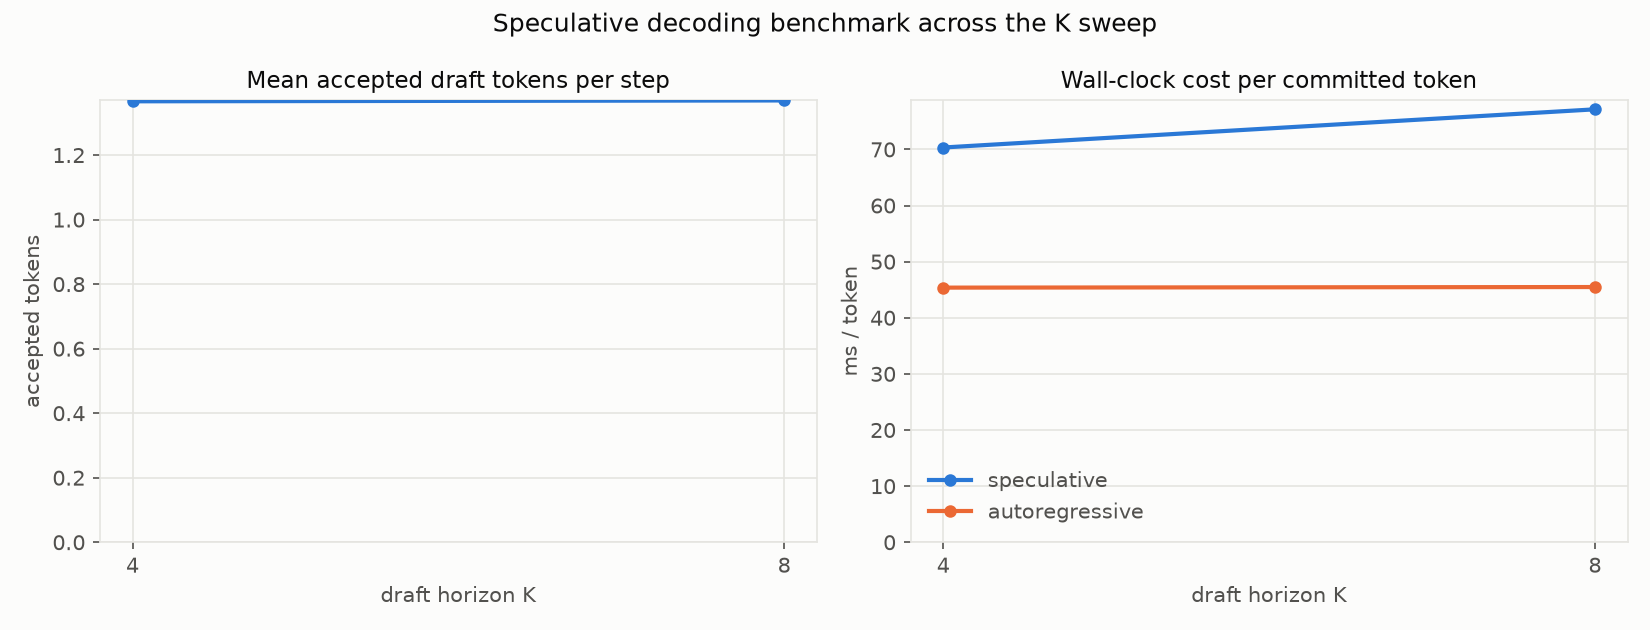 Speculative decoding benchmark across the K sweep
Mean accepted draft tokens per step
accepted tokens
1.2
1.0
0.8
0.6
0.4
0.2
0.0
4
8
draft horizon K
Wall-clock cost per committed token
ms / token
70
60
50
40
30
20
10
0
speculative
autoregressive
4
8
draft horizon K